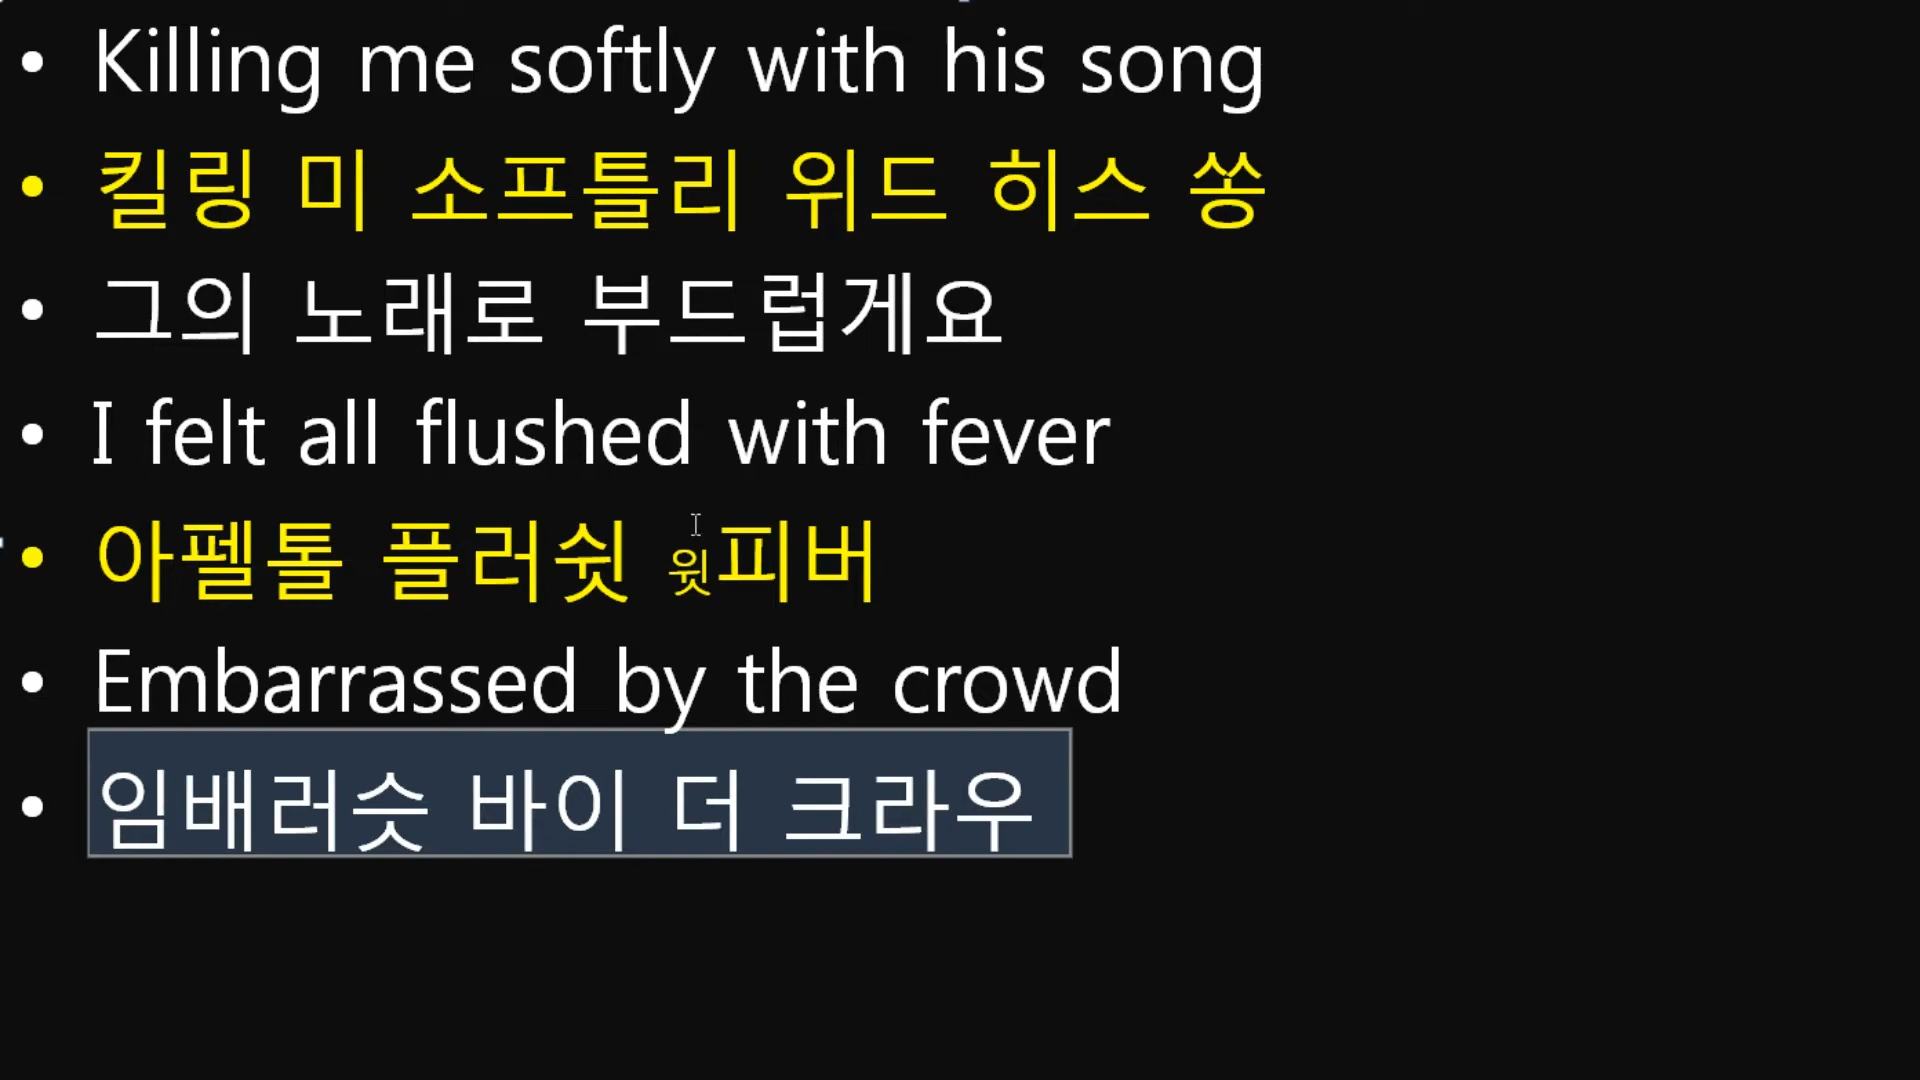 • Killing me softly with his song
• 킬링 미 소프틀리 위드 히스 쏭
• 그의 노래로 부드럽게요
• I felt all flushed with fever
• 아펠톨 플러쉿 윗피버
• Embarrassed by the crowd
• 임배러슷 바이 더 크라우